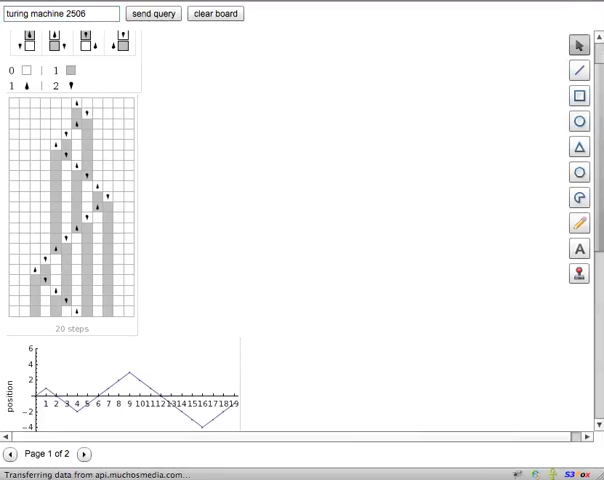 turing machine 2506 send query clear board
0 | 1
1 | 2
20 steps
6
4
2
position
1 2 3 4 5 6 7 8 9 10 11 12 13 14 15 16 17 18 19
-2
-4
A
Page 1 of 2
Transferring data from api.muchosmedia.com... S3Fox